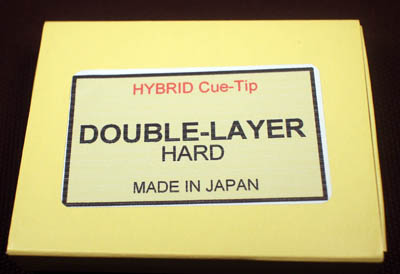 HYBRID Cue-Tip
DOUBLE-LAYER
HARD
MADE IN JAPAN